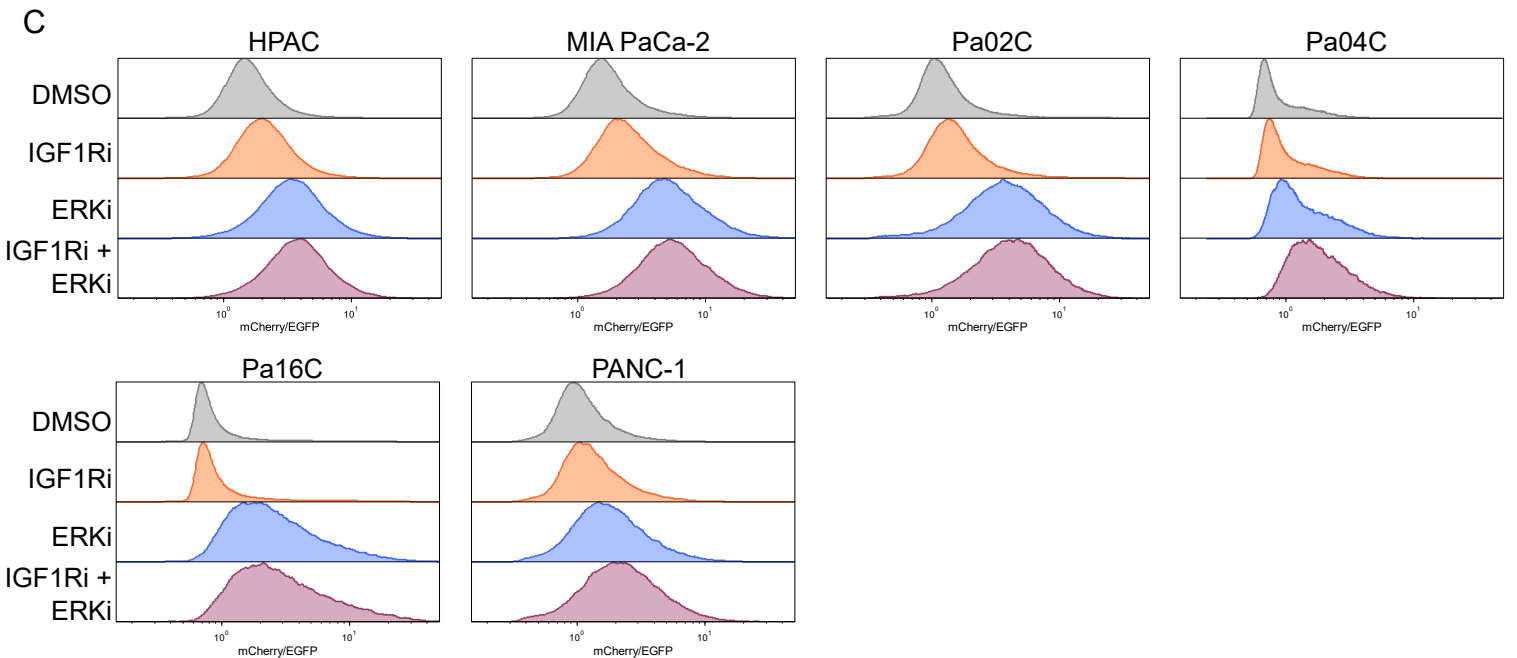 C
HPAC
MIA PaCa-2
Pa02C
Pa04C
DMSO
IGF1Ri
ERKi
IGF1Ri +
ERKi
10⁰ 10¹
mCherry/EGFP
10⁰ 10¹
mCherry/EGFP
10⁰ 10¹
mCherry/EGFP
10⁰ 10¹
mCherry/EGFP
Pa16C
PANC-1
DMSO
IGF1Ri
ERKi
IGF1Ri +
ERKi
10⁰ 10¹
mCherry/EGFP
10⁰ 10¹
mCherry/EGFP